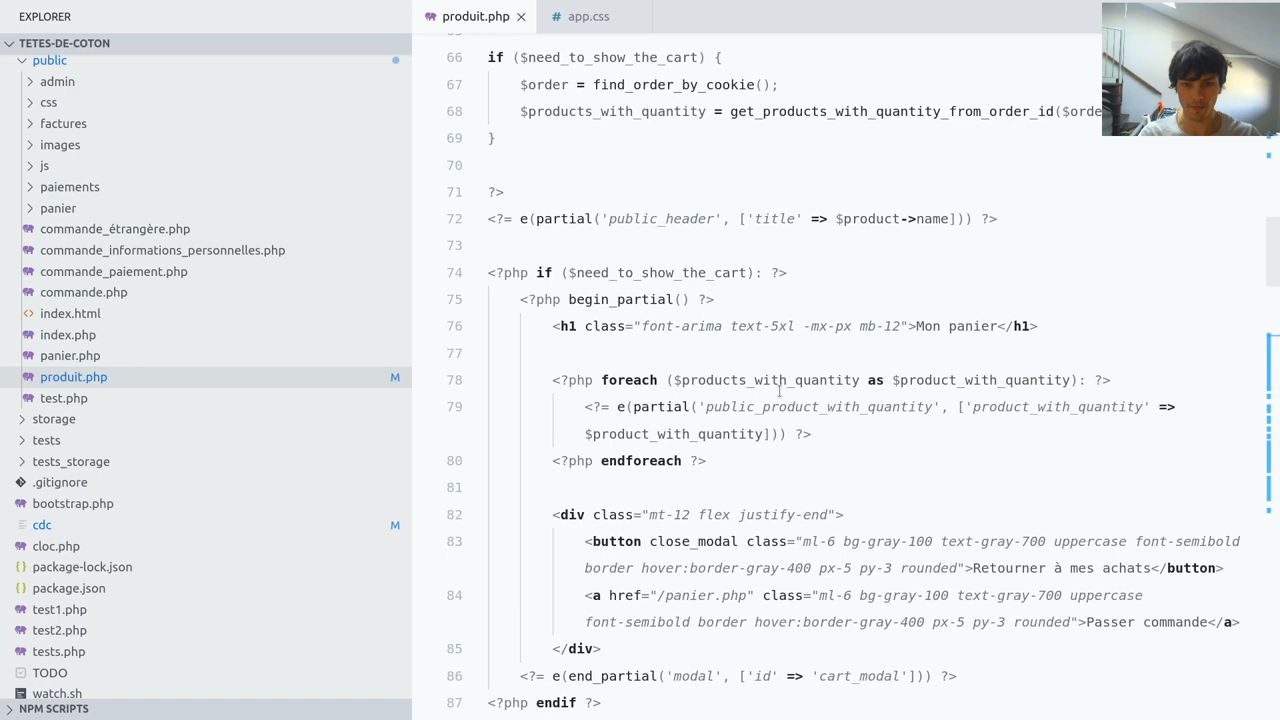 EXPLORER
TETES-DE-COTON
public
admin
css
factures
images
js
paiements
panier
commande_étrangère.php
commande_informations_personnelles.php
commande_paiement.php
commande.php
index.html
index.php
panier.php
produit.php M
test.php
storage
tests
tests_storage
.gitignore
bootstrap.php
cdc M
cloc.php
package-lock.json
package.json
test1.php
test2.php
tests.php
TODO
watch.sh
NPM SCRIPTS
produit.php
app.css
66 if ($need_to_show_the_cart) {
67 $order = find_order_by_cookie();
68 $products_with_quantity = get_products_with_quantity_from_order_id($orde
69 }
70
71 ?>
72 <?= e(partial('public_header', ['title' => $product->name])) ?>
73
74 <?php if ($need_to_show_the_cart): ?>
75 <?php begin_partial() ?>
76 <h1 class="font-arima text-5xl -mx-px mb-12">Mon panier</h1>
77
78 <?php foreach ($products_with_quantity as $product_with_quantity): ?>
79 <?= e(partial('public_product_with_quantity', ['product_with_quantity' =>
$product_with_quantity])) ?>
80 <?php endforeach ?>
81
82 <div class="mt-12 flex justify-end">
83 <button close_modal class="ml-6 bg-gray-100 text-gray-700 uppercase font-semibold
border hover:border-gray-400 px-5 py-3 rounded">Retourner à mes achats</button>
84 <a href="/panier.php" class="ml-6 bg-gray-100 text-gray-700 uppercase
font-semibold border hover:border-gray-400 px-5 py-3 rounded">Passer commande</a>
85 </div>
86 <?= e(end_partial('modal', ['id' => 'cart_modal'])) ?>
87 <?php endif ?>